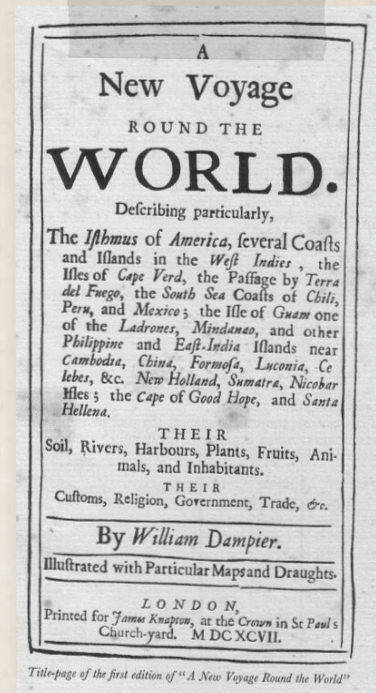 A
New Voyage
ROUND THE
WORLD.
Deſcribing particularly,
The Iſthmus of America, ſeveral Coaſts
and Iſlands in the Weſt Indies, the
Iſles of Cape Verd, the Paſſage by Terra
del Fuego, the South Sea Coaſts of Chili,
Peru, and Mexico; the Iſle of Guam one
of the Ladrones, Mindanao, and other
Philippine and Eaſt-India Iſlands near
Cambodia, China, Formoſa, Luconia, Ce
lebes, &c. New Holland, Sumatra, Nicobar
Iſles; the Cape of Good Hope, and Santa
Hellena.
THEIR
Soil, Rivers, Harbours, Plants, Fruits, Ani-
mals, and Inhabitants.
THEIR
Cuſtoms, Religion, Government, Trade, &c.
By William Dampier.
Illuſtrated with Particular Maps and Draughts.
LONDON,
Printed for James Knapton, at the Crown in St Paul s
Church-yard. M DC XCVII.
Title-page of the first edition of "A New Voyage Round the World"